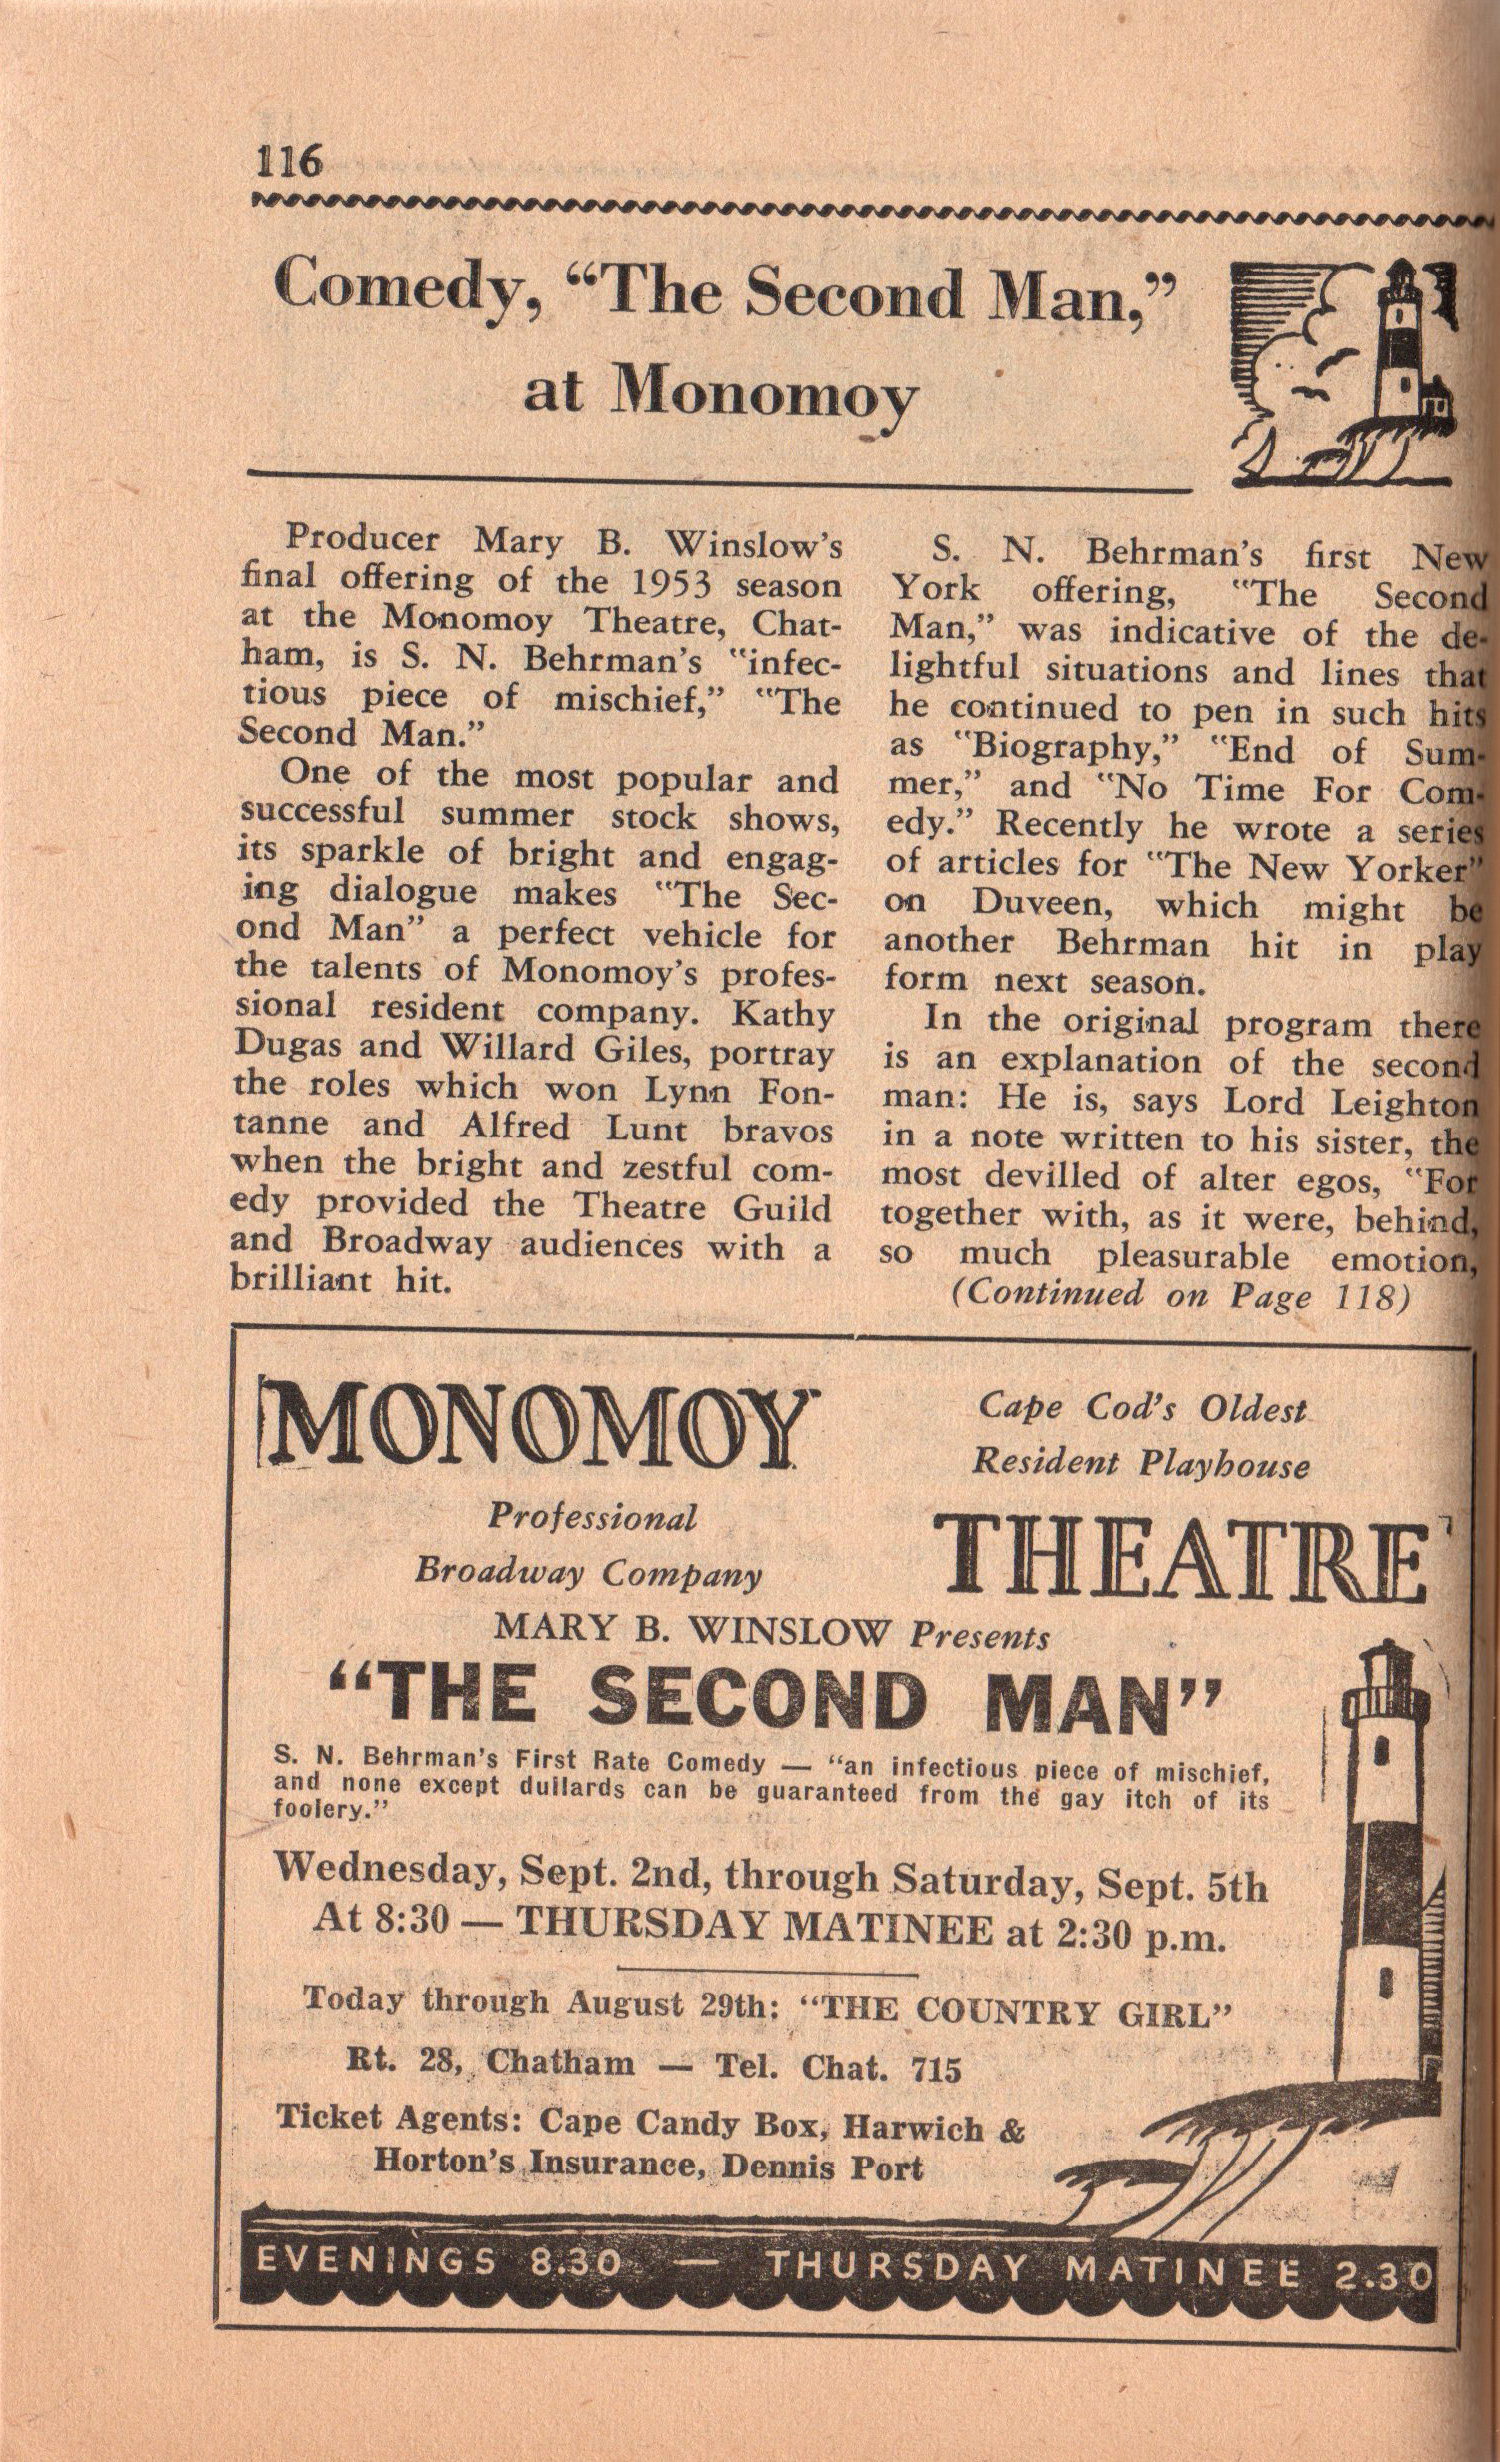 116
Comedy, “The Second Man,”
at Monomoy
Producer Mary B. Winslow’s
final offering of the 1953 season
at the Monomoy Theatre, Chat-
ham, is S. N. Behrman’s “infec-
tious piece of mischief,” “The
Second Man.”
One of the most popular and
successful summer stock shows,
its sparkle of bright and engag-
ing dialogue makes “The Sec-
ond Man” a perfect vehicle for
the talents of Monomoy’s profes-
sional resident company. Kathy
Dugas and Willard Giles, portray
the roles which won Lynn Fon-
tanne and Alfred Lunt bravos
when the bright and zestful com-
edy provided the Theatre Guild
and Broadway audiences with a
brilliant hit.
S. N. Behrman’s first New
York offering, “The Second
Man,” was indicative of the de-
lightful situations and lines that
he continued to pen in such hits
as “Biography,” “End of Sum-
mer,” and “No Time For Com-
edy.” Recently he wrote a series
of articles for “The New Yorker”
on Duveen, which might be
another Behrman hit in play
form next season.
In the original program there
is an explanation of the second
man: He is, says Lord Leighton
in a note written to his sister, the
most devilled of alter egos, “For
together with, as it were, behind,
so much pleasurable emotion,
(Continued on Page 118)
MONOMOY
Cape Cod’s Oldest
Resident Playhouse
Professional
Broadway Company
THEATRE
MARY B. WINSLOW Presents
“THE SECOND MAN”
S. N. Behrman’s First Rate Comedy — “an infectious piece of mischief,
and none except dullards can be guaranteed from the gay itch of its
foolery.”
Wednesday, Sept. 2nd, through Saturday, Sept. 5th
At 8:30 — THURSDAY MATINEE at 2:30 p.m.
Today through August 29th: “THE COUNTRY GIRL”
Rt. 28, Chatham — Tel. Chat. 715
Ticket Agents: Cape Candy Box, Harwich &
Horton’s Insurance, Dennis Port
EVENINGS 8.30 — THURSDAY MATINEE 2.30